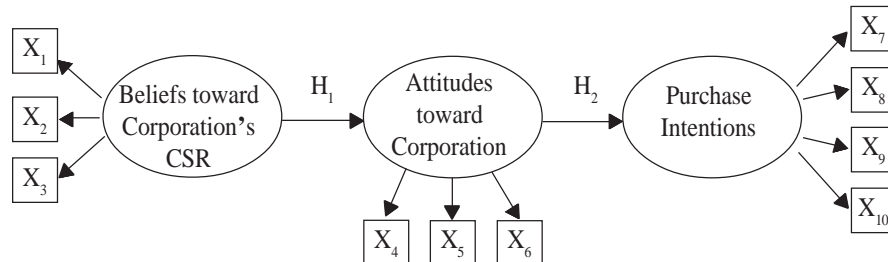 X1
X2
X3
Beliefs toward
Corporation's
CSR
H1
Attitudes
toward
Corporation
X4
X5
X6
H2
Purchase
Intentions
X7
X8
X9
X10